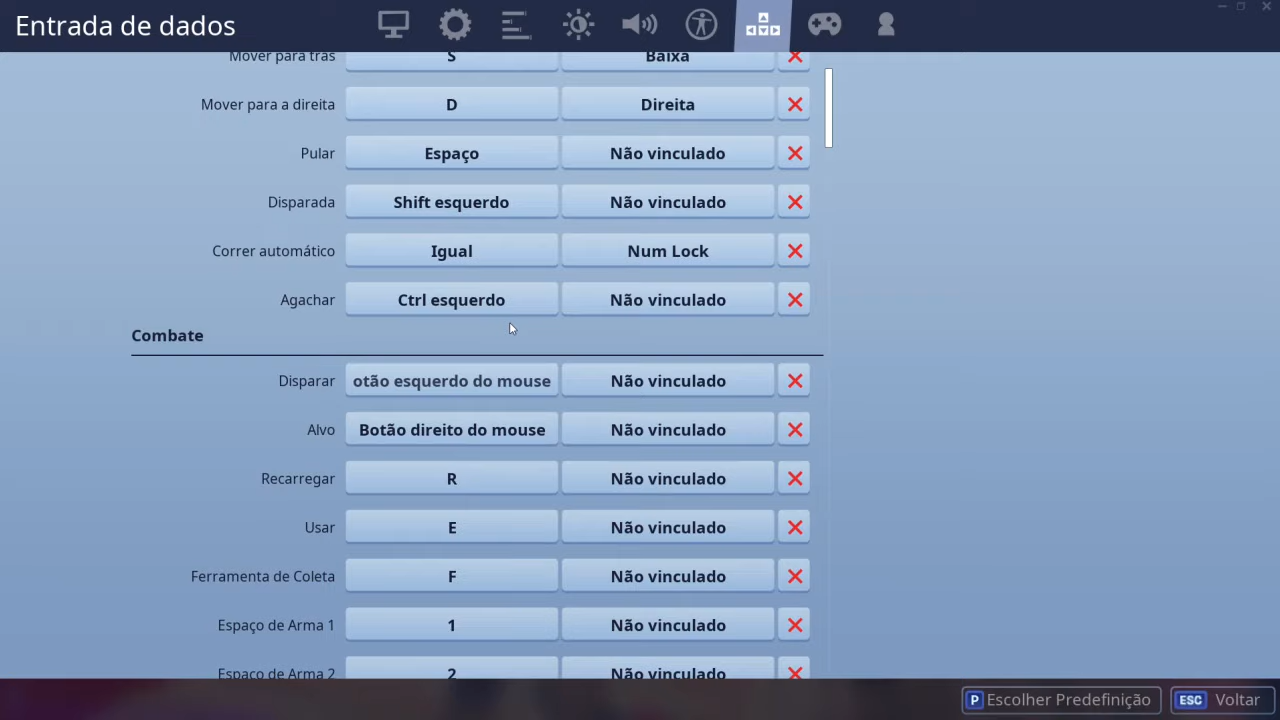 Entrada de dados
Mover para trás S Baixa
Mover para a direita D Direita
Pular Espaço Não vinculado
Disparada Shift esquerdo Não vinculado
Correr automático Igual Num Lock
Agachar Ctrl esquerdo Não vinculado
Combate
Disparar otão esquerdo do mouse Não vinculado
Alvo Botão direito do mouse Não vinculado
Recarregar R Não vinculado
Usar E Não vinculado
Ferramenta de Coleta F Não vinculado
Espaço de Arma 1 1 Não vinculado
Espaço de Arma 2 2 Não vinculado
P Escolher Predefinição ESC Voltar